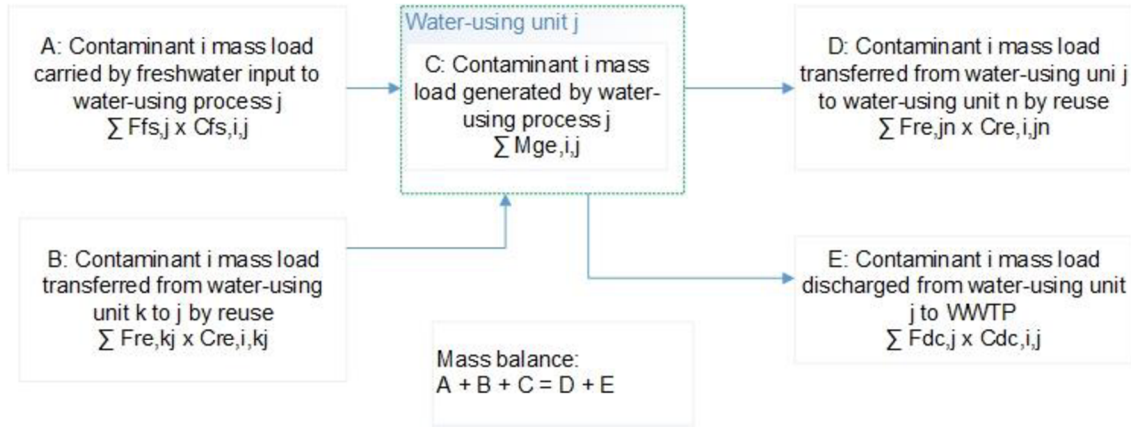 Water-using unit j
A: Contaminant i mass load
carried by freshwater input to
water-using process j
∑ Ffs,j x Cfs,i,j
C: Contaminant i mass
load generated by water-
using process j
∑ Mge,i,j
D: Contaminant i mass load
transferred from water-using uni j
to water-using unit n by reuse
∑ Fre,jn x Cre,i,jn
B: Contaminant i mass load
transferred from water-using
unit k to j by reuse
∑ Fre,kj x Cre,i,kj
E: Contaminant i mass load
discharged from water-using unit
j to WWTP
∑ Fdc,j x Cdc,i,j
Mass balance:
A + B + C = D + E